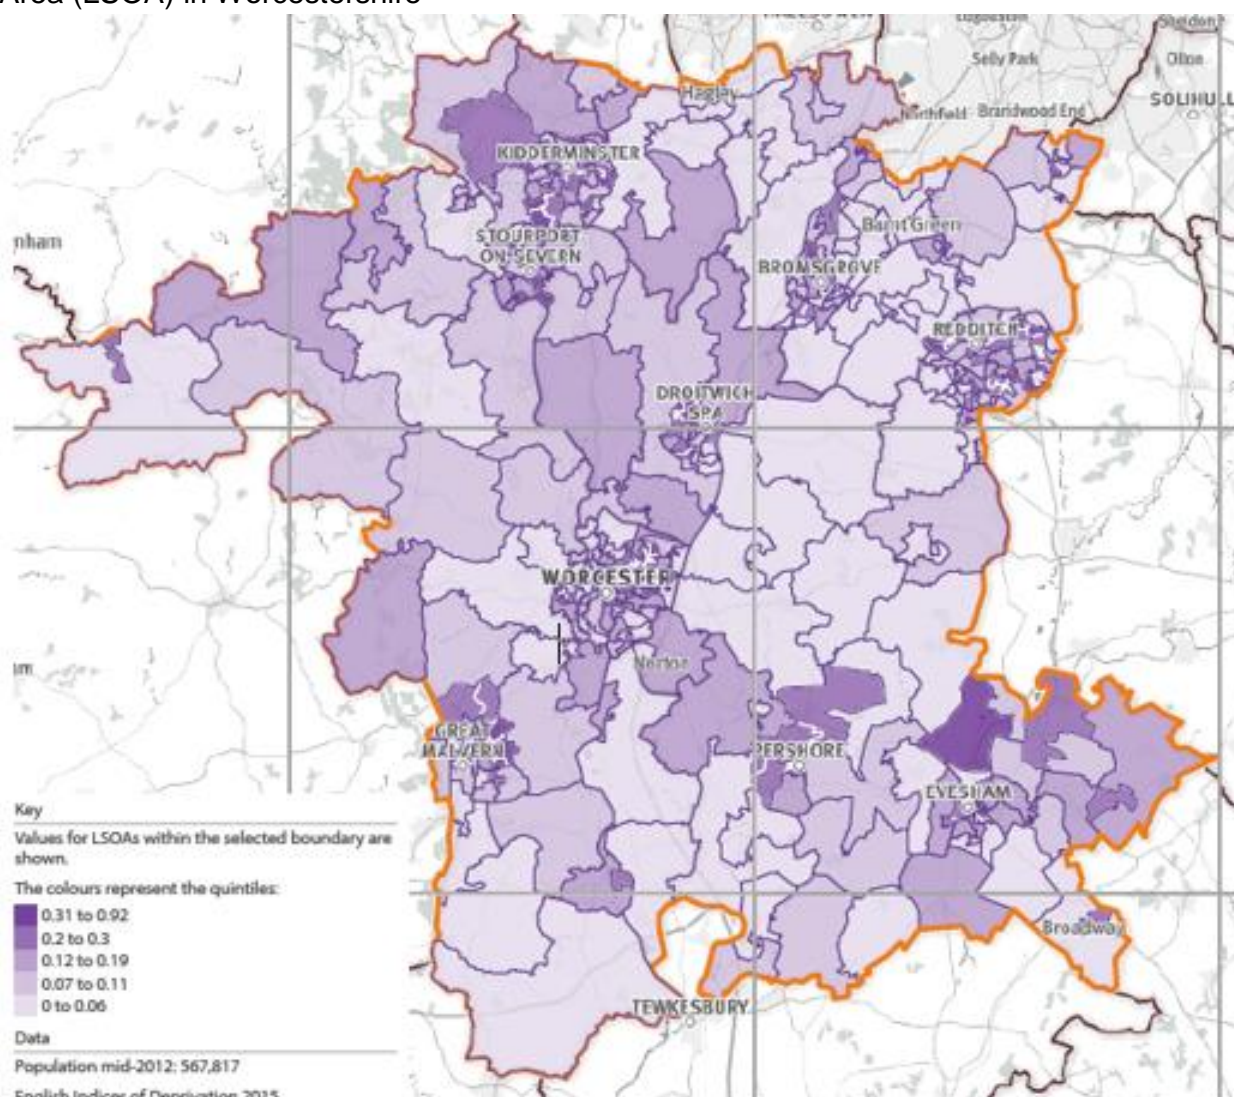 Area (LSOA) in Worcestershire
Selly Park
Olton
SOLIHULL
Hagley
Northfield
Brandwood End
KIDDERMINSTER
Barnt Green
STOURPORT
ON SEVERN
nham
BROMSGROVE
REDDITCH
DROITWICH
SPA
WORCESTER
Norton
GREAT
MALVERN
PERSHORE
EVESHAM
Broadway
TEWKESBURY
Key
Values for LSOAs within the selected boundary are
shown.
The colours represent the quintiles:
0.31 to 0.92
0.2 to 0.3
0.12 to 0.19
0.07 to 0.11
0 to 0.06
Data
Population mid-2012: 567,817
English Indices of Deprivation 2015